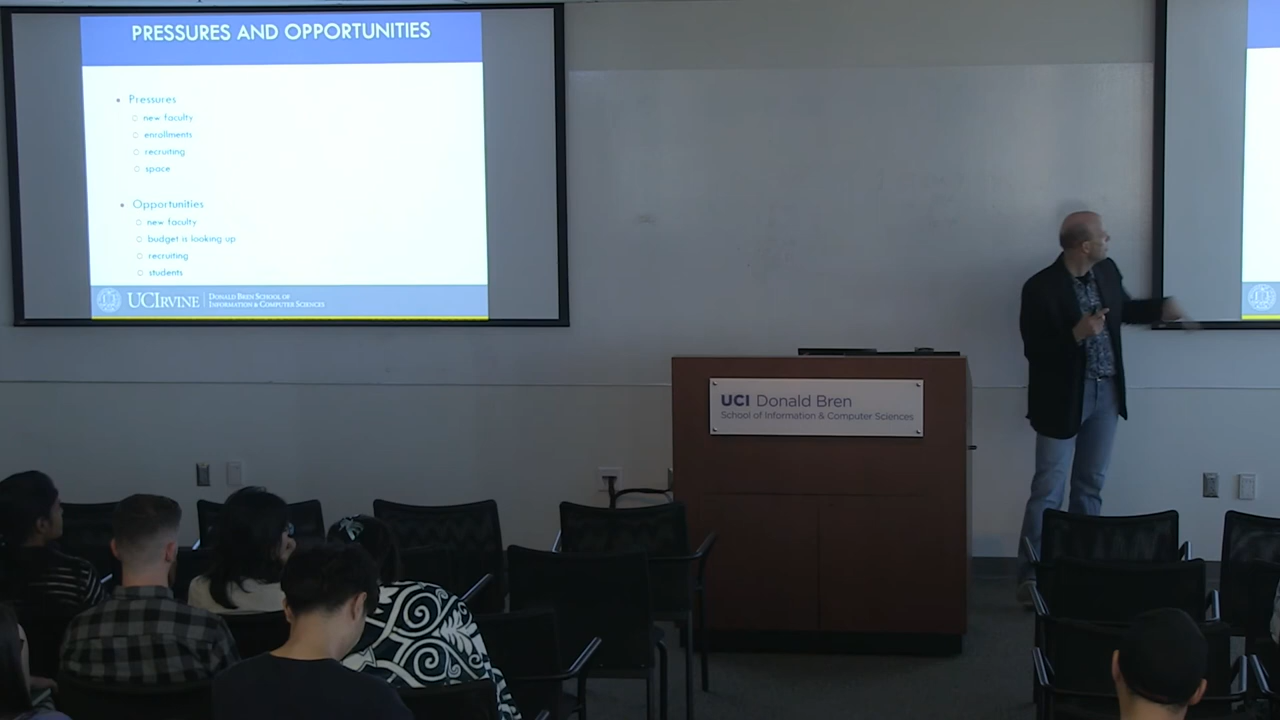 PRESSURES AND OPPORTUNITIES
Pressures
new faculty
enrollments
recruiting
space
Opportunities
new faculty
budget is looking up
recruiting
students
UCIRVINE
DONALD BREN SCHOOL OF
INFORMATION & COMPUTER SCIENCES
UCI Donald Bren
School of Information & Computer Sciences